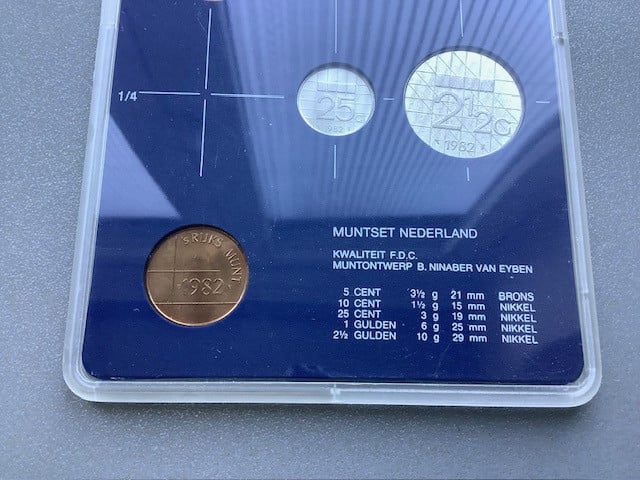 1/4
25
c
1982
2½G
1982
'SRIJKS MUNT.
1982
MUNTSET NEDERLAND
KWALITEIT F.D.C.
MUNTONTWERP B. NINABER VAN EYBEN
5 CENT 3½ g 21 mm BRONS
10 CENT 1½ g 15 mm NIKKEL
25 CENT 3 g 19 mm NIKKEL
1 GULDEN 6 g 25 mm NIKKEL
2½ GULDEN 10 g 29 mm NIKKEL